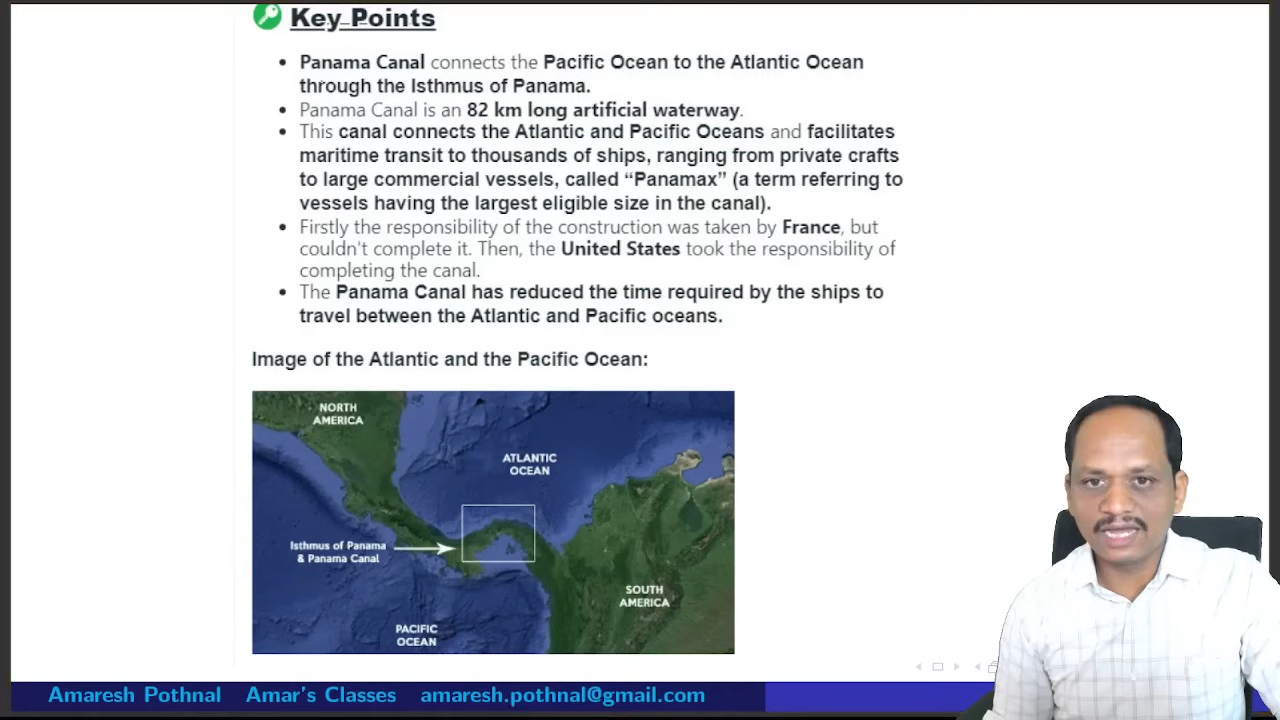 Key Points
• Panama Canal connects the Pacific Ocean to the Atlantic Ocean
through the Isthmus of Panama.
• Panama Canal is an 82 km long artificial waterway.
• This canal connects the Atlantic and Pacific Oceans and facilitates
maritime transit to thousands of ships, ranging from private crafts
to large commercial vessels, called “Panamax” (a term referring to
vessels having the largest eligible size in the canal).
• Firstly the responsibility of the construction was taken by France, but
couldn't complete it. Then, the United States took the responsibility of
completing the canal.
• The Panama Canal has reduced the time required by the ships to
travel between the Atlantic and Pacific oceans.
Image of the Atlantic and the Pacific Ocean:
NORTH
AMERICA
ATLANTIC
OCEAN
Isthmus of Panama
& Panama Canal
SOUTH
AMERICA
PACIFIC
OCEAN
Amaresh Pothnal Amar's Classes amaresh.pothnal@gmail.com